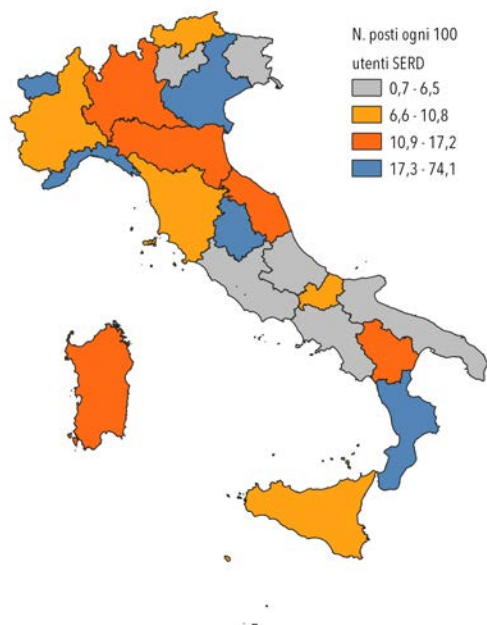 N. posti ogni 100
utenti SERD
0,7 - 6,5
6,6 - 10,8
10,9 - 17,2
17,3 - 74,1